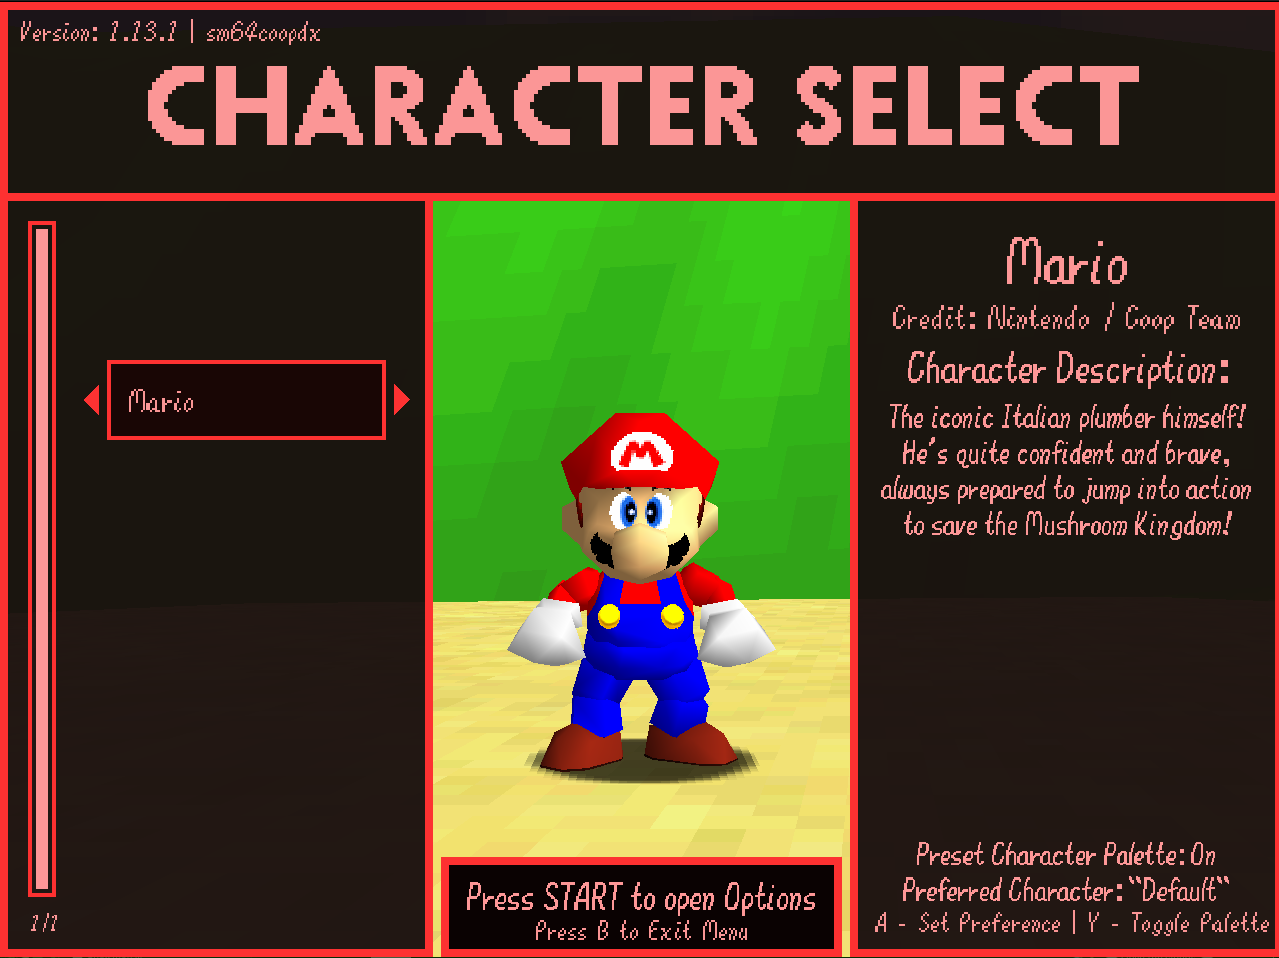 Version: 1.13.1 | sm64coopdx
CHARACTER SELECT
Mario
1/1
M
Press START to open Options
Press B to Exit Menu
Mario
Credit: Nintendo / Coop Team
Character Description:
The iconic Italian plumber himself!
He's quite confident and brave,
always prepared to jump into action
to save the Mushroom Kingdom!
Preset Character Palette: On
Preferred Character: "Default"
A - Set Preference | Y - Toggle Palette